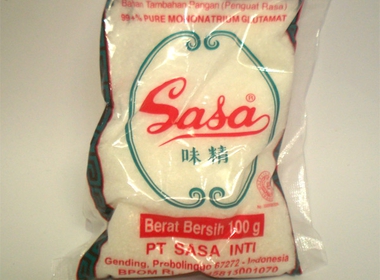 Bahan Tambahan Pangan (Penguat Rasa)
99+% PURE MONONATRIUM GLUTAMAT
Sasa®
味精
Berat Bersih 100 g
PT SASA INTI
Gending, Probolinggo 67272 - Indonesia
BPOM